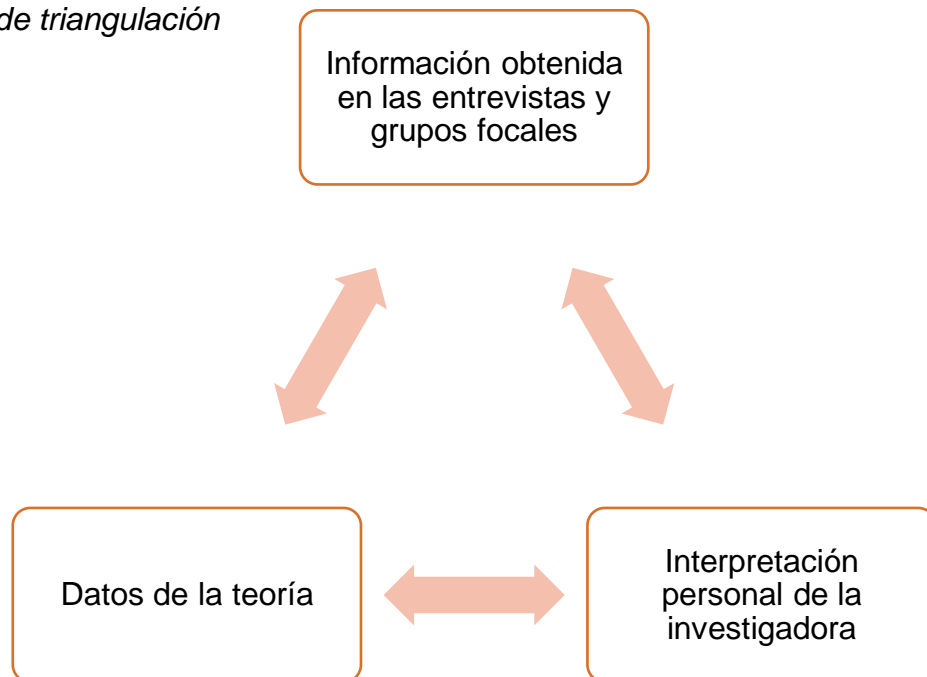 de triangulación
Información obtenida
en las entrevistas y
grupos focales
Datos de la teoría
Interpretación
personal de la
investigadora